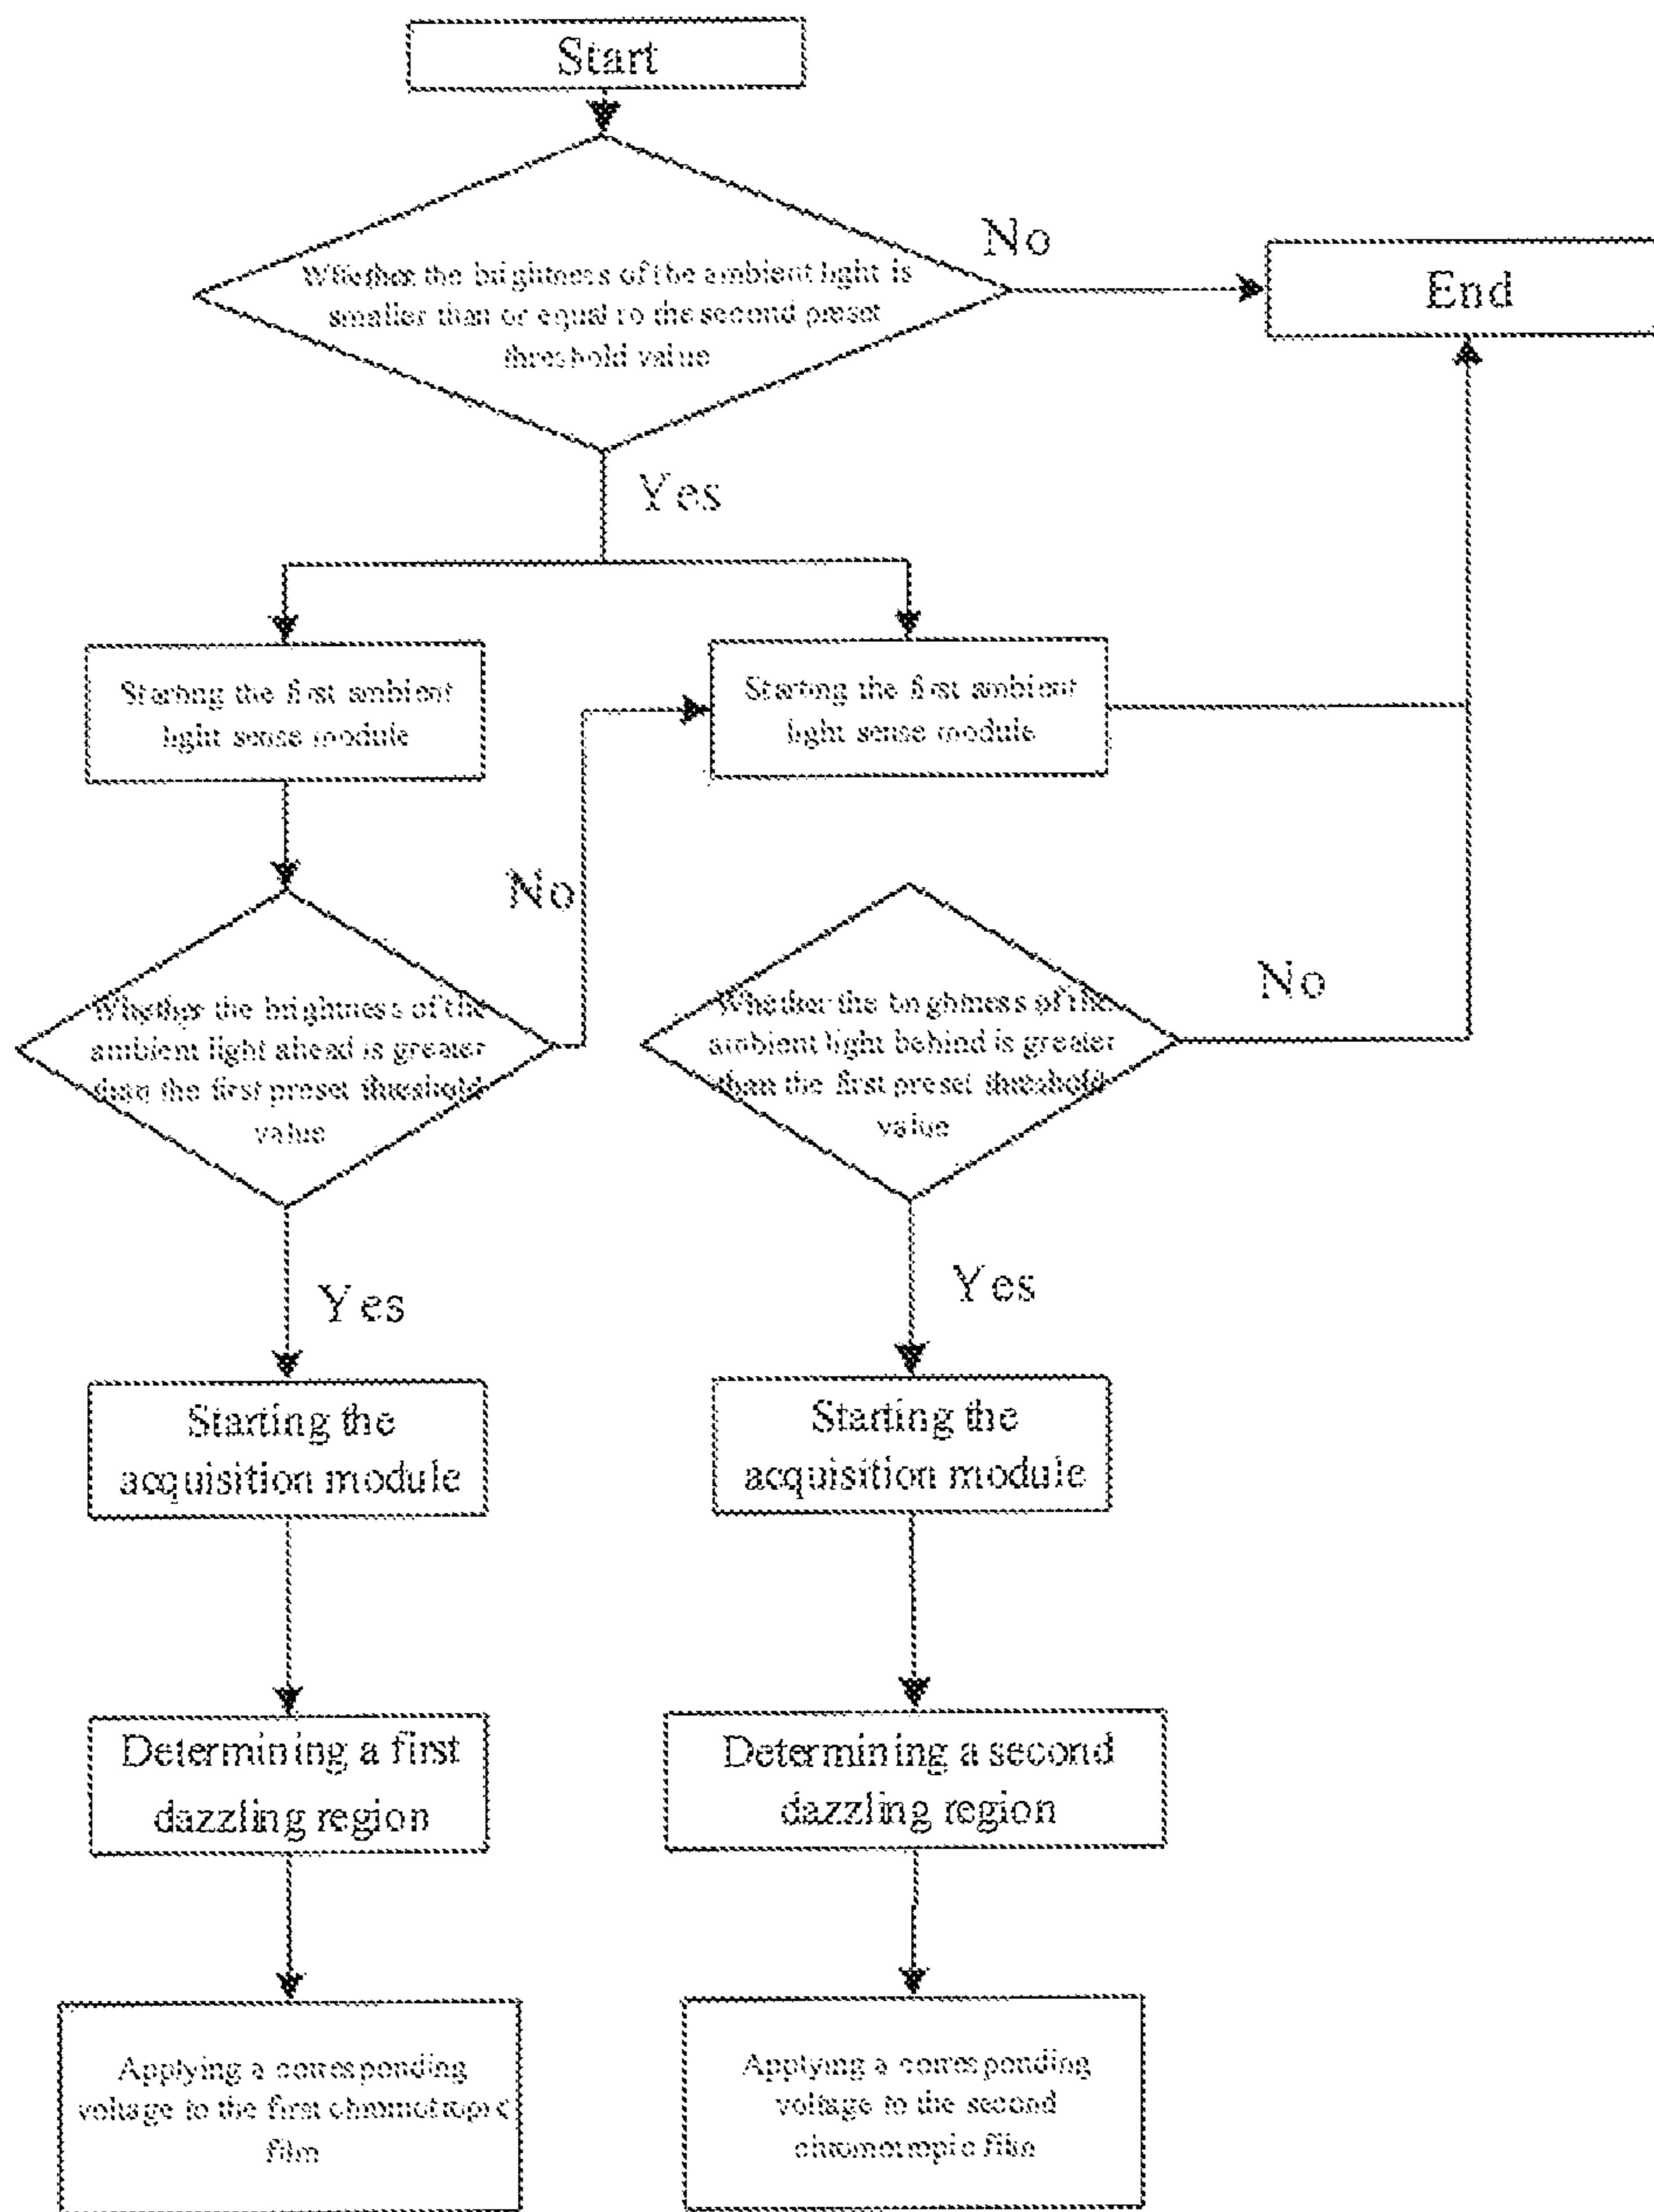 Start
Whether the brightness of the ambient light is
smaller than or equal ro the second preset
threshold value
No
End
Yes
Starting the first ambient
light sense module
Starting the first ambient
light sense module
No
Whether the brightness of the
ambient light ahead is greater
than the first preset threshold
value
Whether the brightness of the
ambient light behind is greater
than the first preset threshold
value
No
Yes
Yes
Starting the
acquisition module
Starting the
acquisition module
Determining a first
dazzling region
Determining a second
dazzling region
Applying a corresponding
voltage to the first chromotropic
film
Applying a corresponding
voltage to the second
chromotropic film